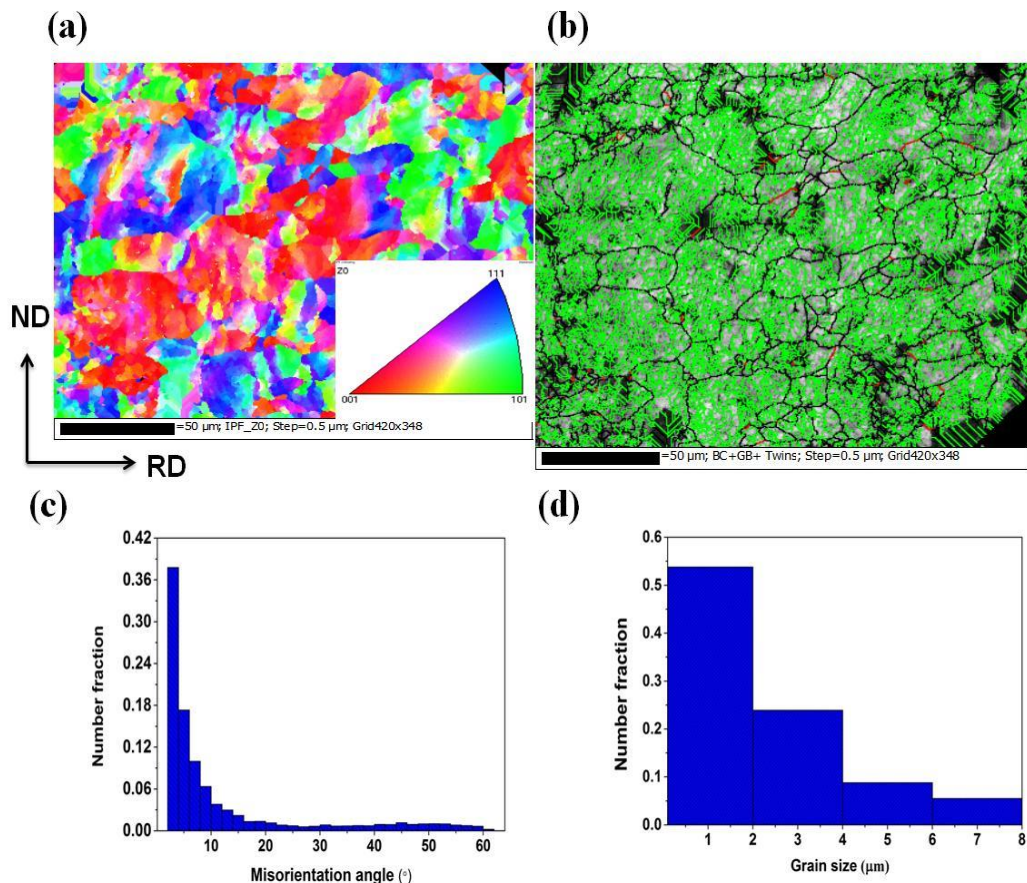 (a)
(b)
Z0
111
001
101
ND
RD
=50 µm; IPF_Z0; Step=0.5 µm; Grid420x348
=50 µm; BC+GB+ Twins; Step=0.5 µm; Grid420x348
(c)
(d)
0.42
0.36
0.30
0.24
0.18
0.12
0.06
0.00
Number fraction
10
20
30
40
50
60
Misorientation angle (°)
0.6
0.5
0.4
0.3
0.2
0.1
0.0
Number fraction
1
2
3
4
5
6
7
8
Grain size (µm)